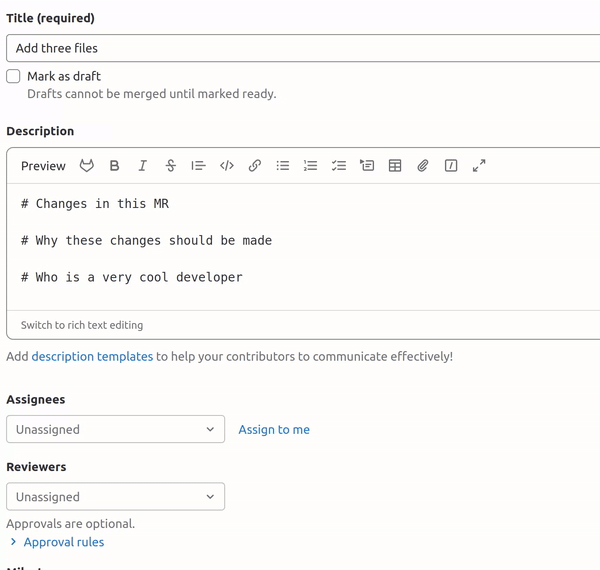 Title (required)
Add three files
Mark as draft
Drafts cannot be merged until marked ready.
Description
Preview
# Changes in this MR
# Why these changes should be made
# Who is a very cool developer
Switch to rich text editing
Add description templates to help your contributors to communicate effectively!
Assignees
Unassigned Assign to me
Reviewers
Unassigned
Approvals are optional.
Approval rules